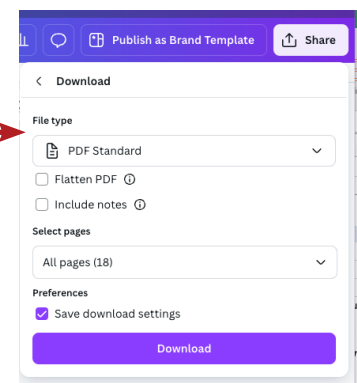 Publish as Brand Template
Share
Download
File type
PDF Standard
Flatten PDF
Include notes
Select pages
All pages (18)
Preferences
Save download settings
Download